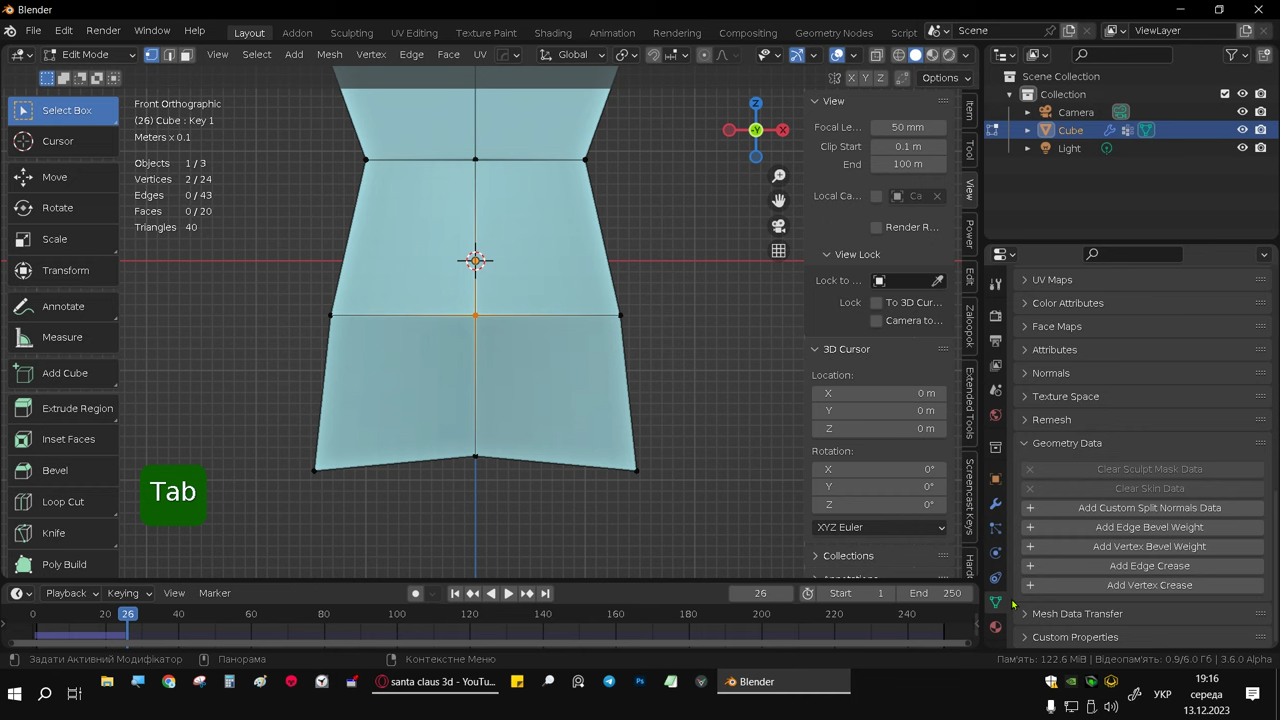 Blender
File Edit Render Window Help Layout Addon Sculpting UV Editing Texture Paint Shading Animation Rendering Compositing Geometry Nodes Script Scene ViewLayer
Edit Mode View Select Add Mesh Vertex Edge Face UV Global
X Y Z Options
Select Box
Cursor
Move
Rotate
Scale
Transform
Annotate
Measure
Add Cube
Extrude Region
Inset Faces
Bevel
Loop Cut
Knife
Poly Build
Front Orthographic
(26) Cube : Key 1
Meters x 0.1
Objects 1 / 3
Vertices 2 / 24
Edges 0 / 43
Faces 0 / 20
Triangles 40
Tab
Z
X
-Y
View
Focal Le... 50 mm
Clip Start 0.1 m
End 100 m
Local Ca... Ca
Render R...
View Lock
Lock to ...
Lock To 3D Cur...
Camera to...
3D Cursor
Location:
X 0 m
Y 0 m
Z 0 m
Rotation:
X 0°
Y 0°
Z 0°
XYZ Euler
Collections
Item
Tool
View
Power
Edit
Zaloopok
Extended Tools
Screencast Keys
Scene Collection
Collection
Camera
Cube
Light
UV Maps
Color Attributes
Face Maps
Attributes
Normals
Texture Space
Remesh
Geometry Data
Clear Sculpt Mask Data
Clear Skin Data
Add Custom Split Normals Data
Add Edge Bevel Weight
Add Vertex Bevel Weight
Add Edge Crease
Add Vertex Crease
Mesh Data Transfer
Custom Properties
Playback Keying View Marker 26 Start 1 End 250
0 26 40 60 80 100 120 140 160 180 200 220 240
Задати Активний Модифікатор Панорама Контекстне Меню Пам'ять: 122.6 MiB | Відеопам'ять: 0.9/6.0 Гб | 3.6.0 Alpha
santa claus 3d - YouTu... Blender
УКР
19:16
середа
13.12.2023